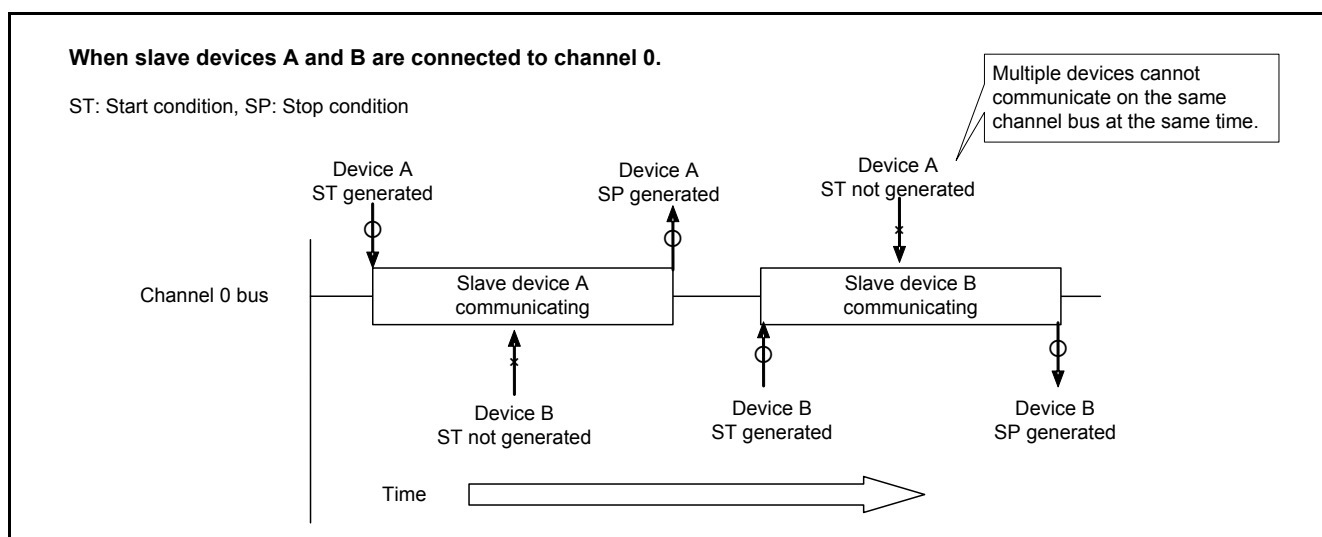 When slave devices A and B are connected to channel 0.
ST: Start condition, SP: Stop condition
Multiple devices cannot
communicate on the same
channel bus at the same time.
Device A
ST generated
Device A
SP generated
Device A
ST not generated
Channel 0 bus
Slave device A
communicating
Slave device B
communicating
Device B
ST not generated
Device B
ST generated
Device B
SP generated
Time